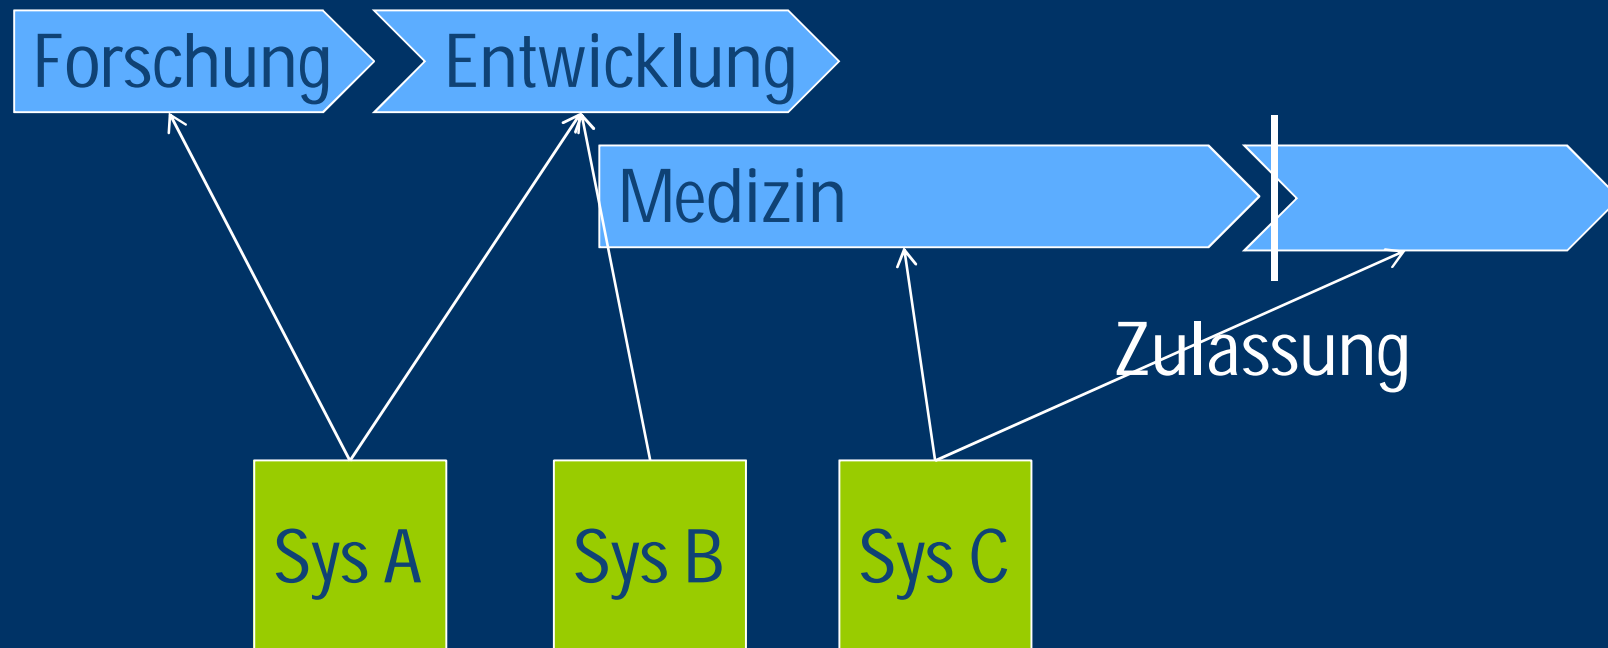 Forschung
Entwicklung
Medizin
Zulassung
Sys A
Sys B
Sys C